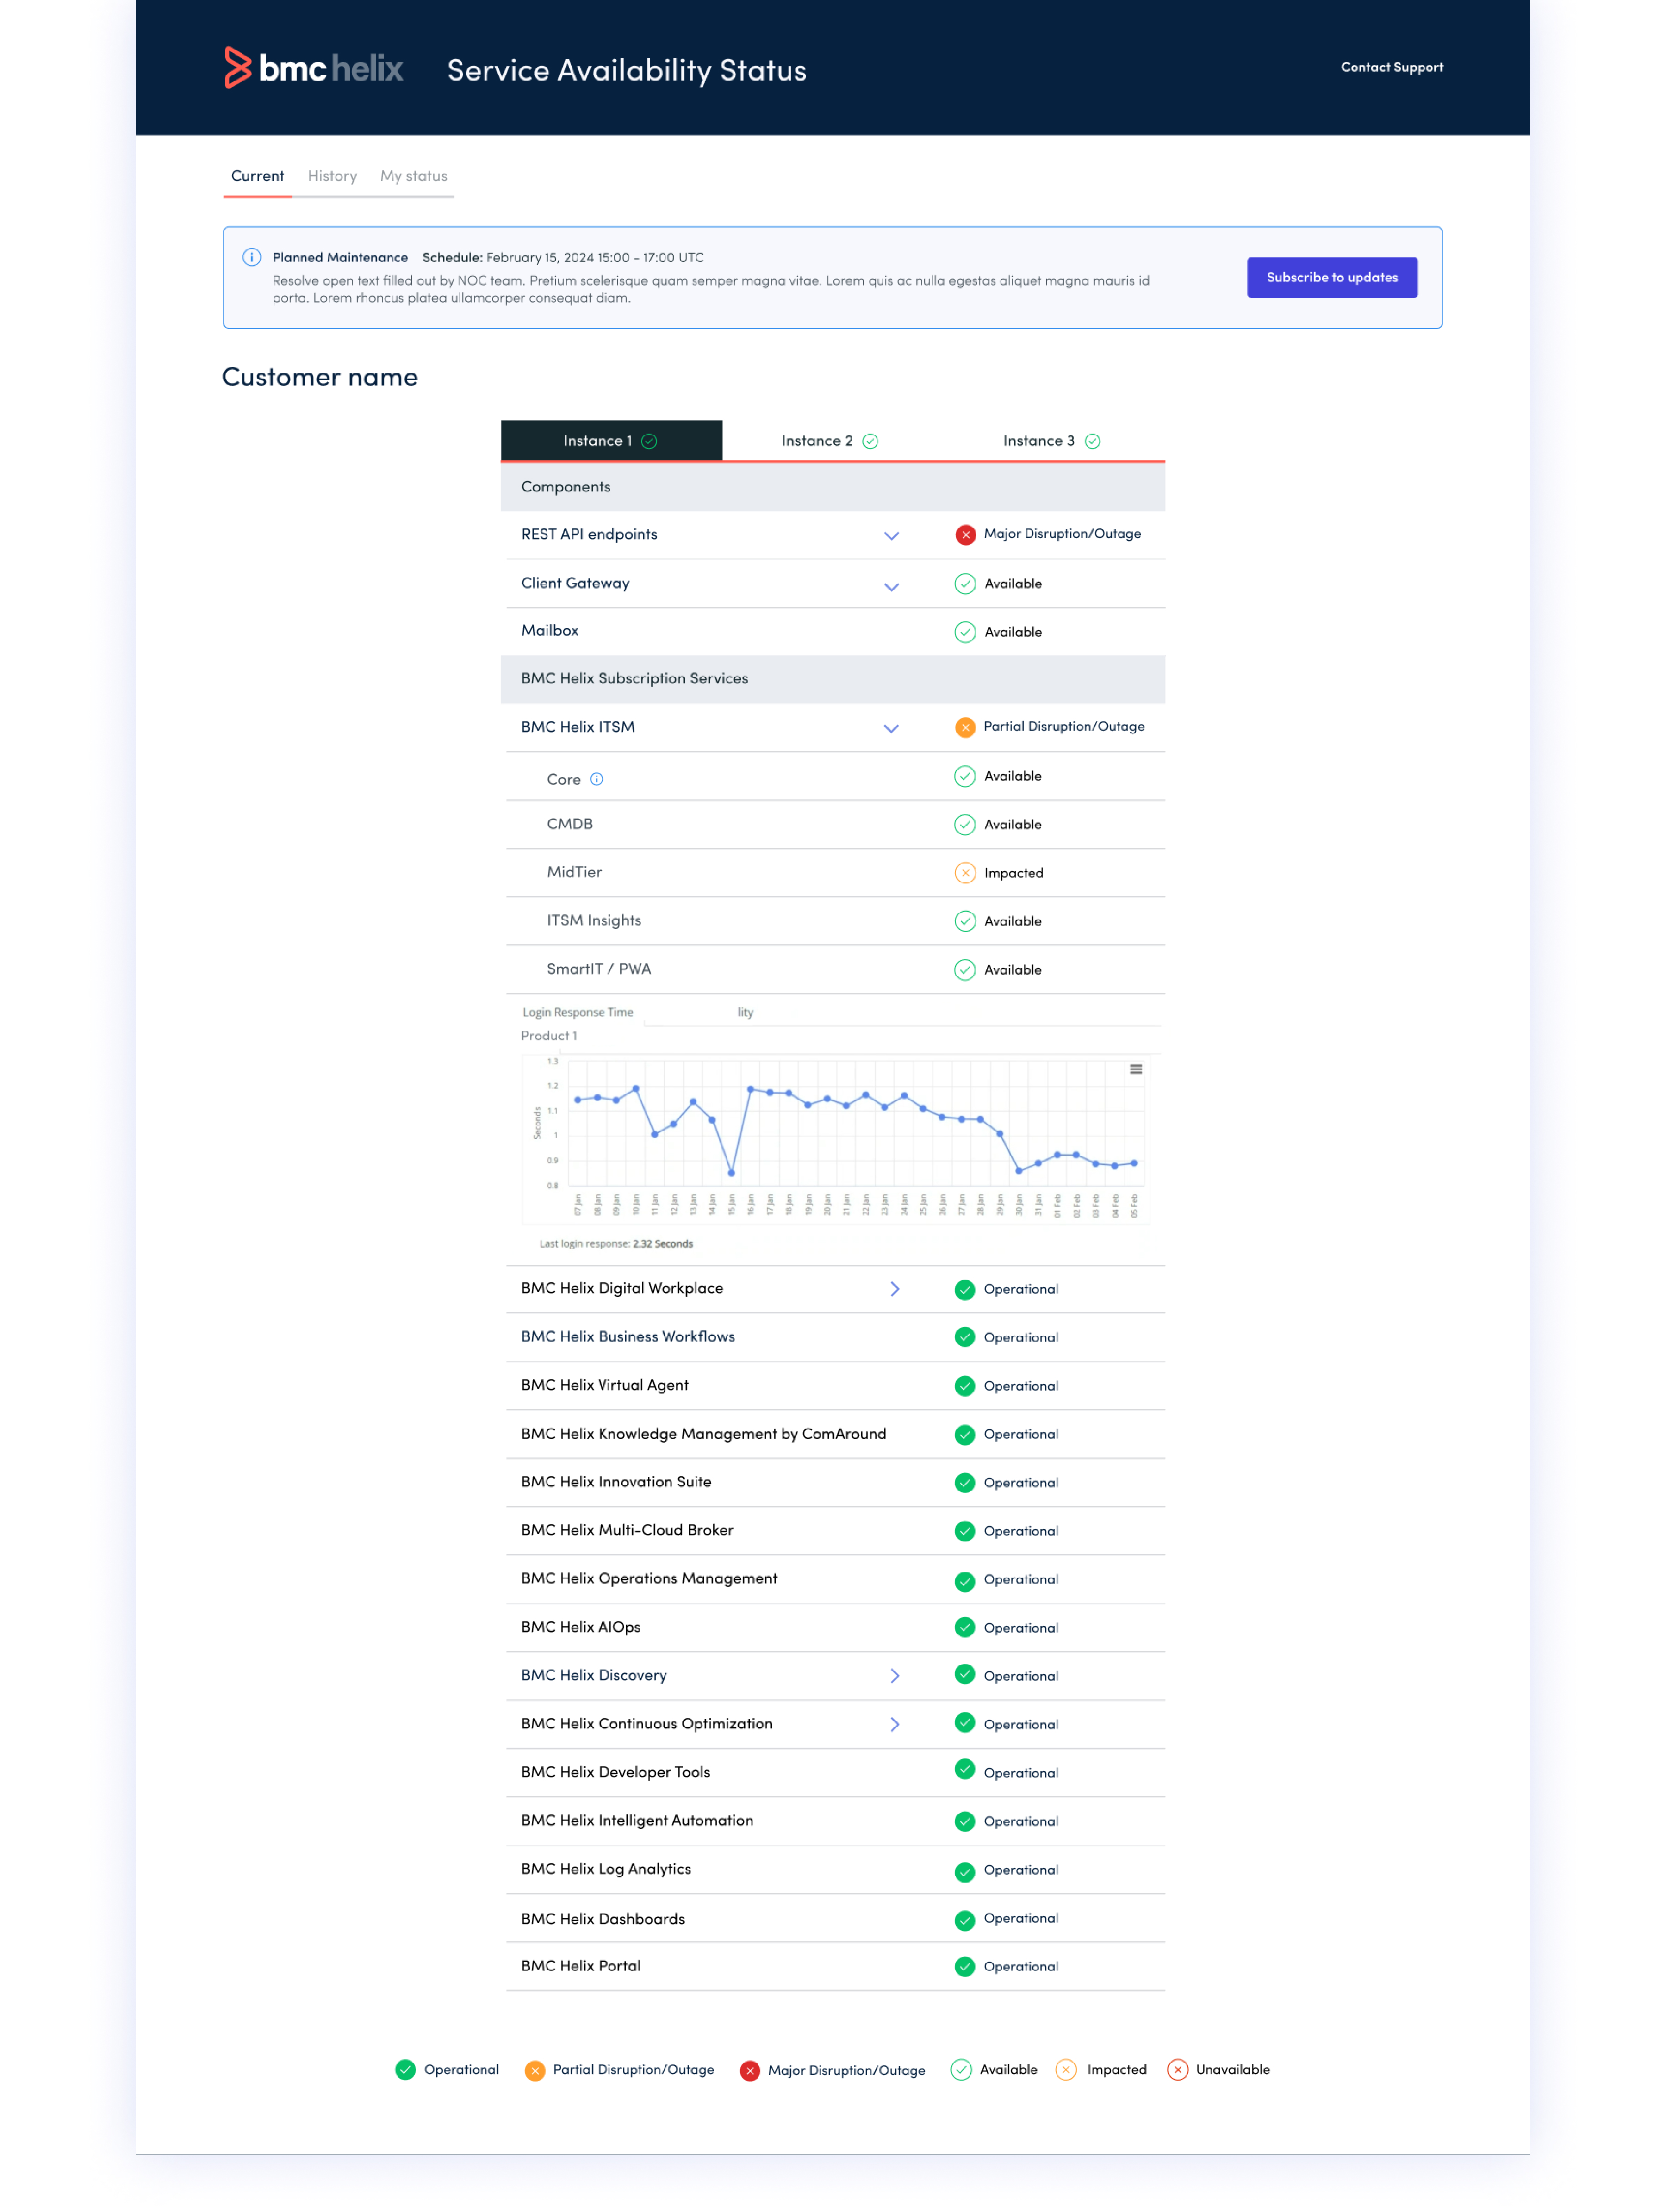 bmc helix
Service Availability Status
Contact Support
Current History My status
Planned Maintenance Schedule: February 15, 2024 15:00 - 17:00 UTC
Resolve open text filled out by NOC team. Pretium scelerisque quam semper magna vitae. Lorem quis ac nulla egestas aliquet magna mauris id
porta. Lorem rhoncus platea ullamcorper consequat diam.
Subscribe to updates
Customer name
Instance 1 Instance 2 Instance 3
Components
REST API endpoints Major Disruption/Outage
Client Gateway Available
Mailbox Available
BMC Helix Subscription Services
BMC Helix ITSM Partial Disruption/Outage
Core Available
CMDB Available
MidTier Impacted
ITSM Insights Available
SmartIT / PWA Available
Login Response Time lity
Product 1
Seconds
1.3
1.2
1.1
1
0.9
0.8
07 Jan 08 Jan 09 Jan 10 Jan 11 Jan 12 Jan 13 Jan 14 Jan 15 Jan 16 Jan 17 Jan 18 Jan 19 Jan 20 Jan 21 Jan 22 Jan 23 Jan 24 Jan 25 Jan 26 Jan 27 Jan 28 Jan 29 Jan 30 Jan 31 Jan 01 Feb 02 Feb 03 Feb 04 Feb 05 Feb
Last login response: 2.32 Seconds
BMC Helix Digital Workplace Operational
BMC Helix Business Workflows Operational
BMC Helix Virtual Agent Operational
BMC Helix Knowledge Management by ComAround Operational
BMC Helix Innovation Suite Operational
BMC Helix Multi-Cloud Broker Operational
BMC Helix Operations Management Operational
BMC Helix AIOps Operational
BMC Helix Discovery Operational
BMC Helix Continuous Optimization Operational
BMC Helix Developer Tools Operational
BMC Helix Intelligent Automation Operational
BMC Helix Log Analytics Operational
BMC Helix Dashboards Operational
BMC Helix Portal Operational
Operational Partial Disruption/Outage Major Disruption/Outage Available Impacted Unavailable